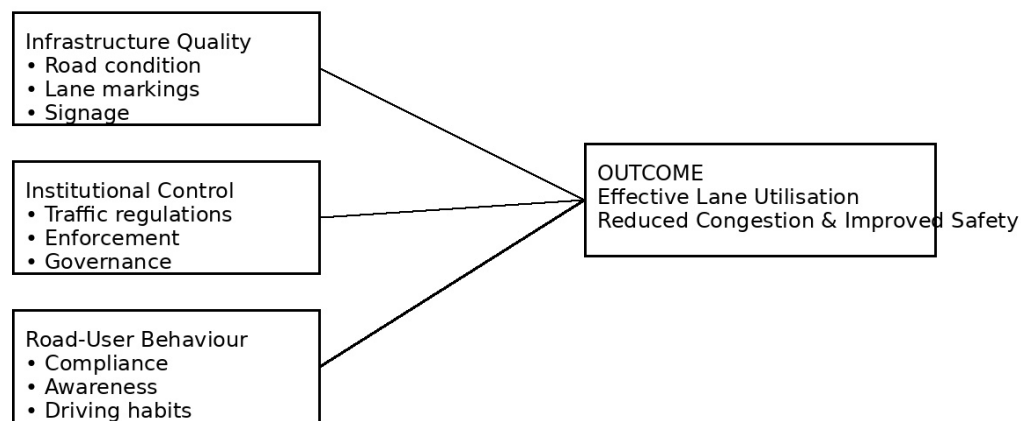 Infrastructure Quality
• Road condition
• Lane markings
• Signage
Institutional Control
• Traffic regulations
• Enforcement
• Governance
Road-User Behaviour
• Compliance
• Awareness
• Driving habits
OUTCOME
Effective Lane Utilisation
Reduced Congestion & Improved Safety